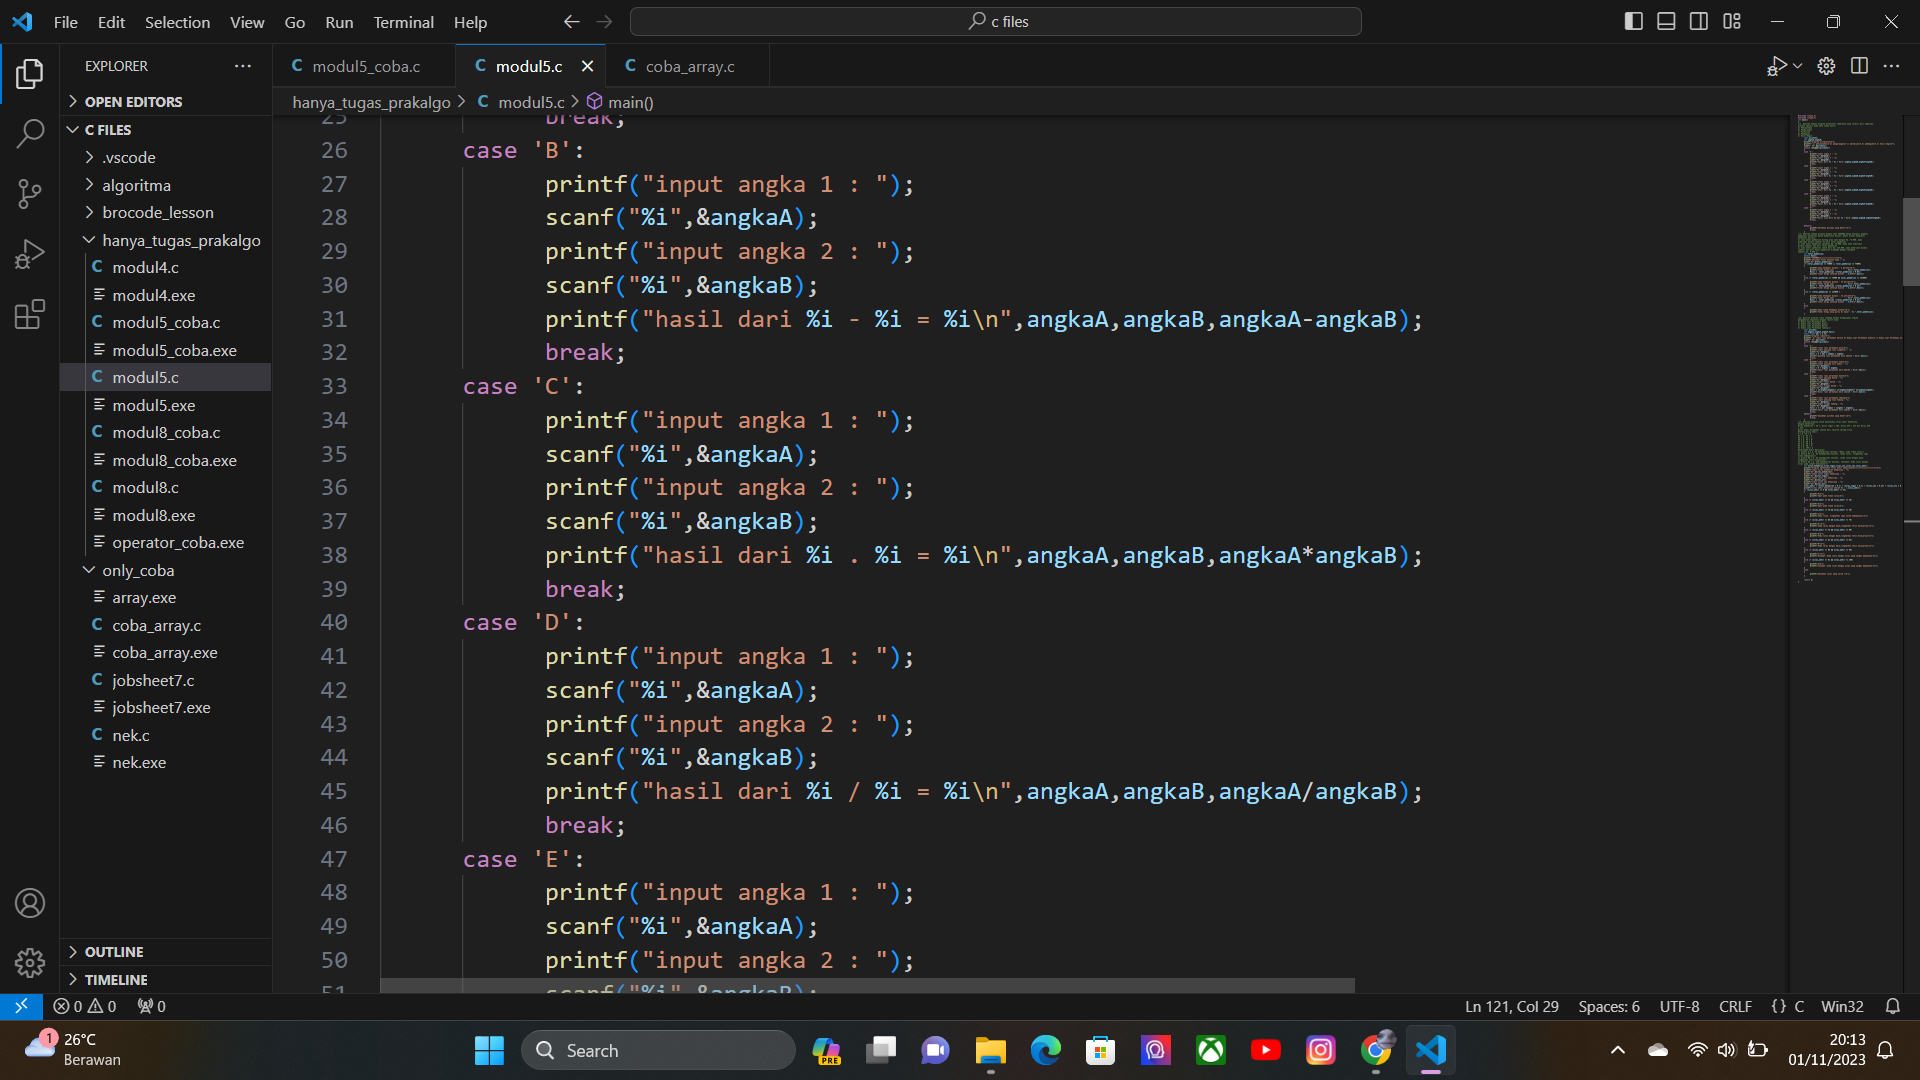 File Edit Selection View Go Run Terminal Help
c files
EXPLORER
modul5_coba.c
modul5.c
coba_array.c
OPEN EDITORS
hanya_tugas_prakalgo > modul5.c > main()
C FILES
.vscode
algoritma
brocode_lesson
hanya_tugas_prakalgo
modul4.c
modul4.exe
modul5_coba.c
modul5_coba.exe
modul5.c
modul5.exe
modul8_coba.c
modul8_coba.exe
modul8.c
modul8.exe
operator_coba.exe
only_coba
array.exe
coba_array.c
coba_array.exe
jobsheet7.c
jobsheet7.exe
nek.c
nek.exe
OUTLINE
TIMELINE
25 break;
26 case 'B':
27 printf("input angka 1 : ");
28 scanf("%i",&angkaA);
29 printf("input angka 2 : ");
30 scanf("%i",&angkaB);
31 printf("hasil dari %i - %i = %i\n",angkaA,angkaB,angkaA-angkaB);
32 break;
33 case 'C':
34 printf("input angka 1 : ");
35 scanf("%i",&angkaA);
36 printf("input angka 2 : ");
37 scanf("%i",&angkaB);
38 printf("hasil dari %i . %i = %i\n",angkaA,angkaB,angkaA*angkaB);
39 break;
40 case 'D':
41 printf("input angka 1 : ");
42 scanf("%i",&angkaA);
43 printf("input angka 2 : ");
44 scanf("%i",&angkaB);
45 printf("hasil dari %i / %i = %i\n",angkaA,angkaB,angkaA/angkaB);
46 break;
47 case 'E':
48 printf("input angka 1 : ");
49 scanf("%i",&angkaA);
50 printf("input angka 2 : ");
51 scanf("%i",&angkaB);
0 0 0
Ln 121, Col 29 Spaces: 6 UTF-8 CRLF {} C Win32
1
26°C
Berawan
Search
PRE
20:13
01/11/2023